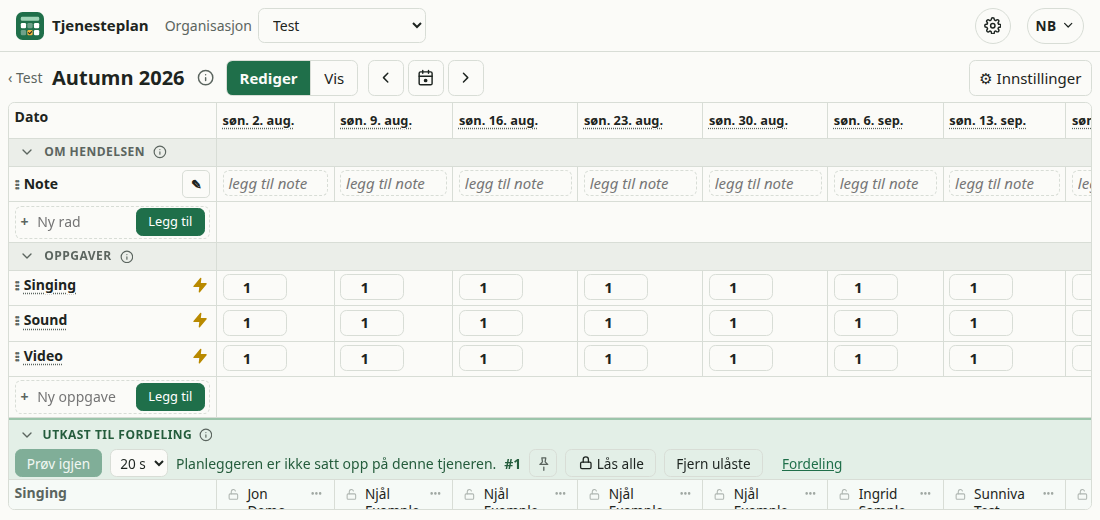 Tjenesteplan Organisasjon Test NB
‹ Test Autumn 2026 Rediger Vis Innstillinger
Dato søn. 2. aug. søn. 9. aug. søn. 16. aug. søn. 23. aug. søn. 30. aug. søn. 6. sep. søn. 13. sep.
OM HENDELSEN
Note legg til note legg til note legg til note legg til note legg til note legg til note legg til note
+ Ny rad Legg til
OPPGAVER
Singing 1 1 1 1 1 1 1
Sound 1 1 1 1 1 1 1
Video 1 1 1 1 1 1 1
+ Ny oppgave Legg til
UTKAST TIL FORDELING
Prøv igjen 20 s Planleggeren er ikke satt opp på denne tjeneren. #1 Lås alle Fjern ulåste Fordeling
Singing Jon Njål Njål Njål Njål Ingrid Sunniva